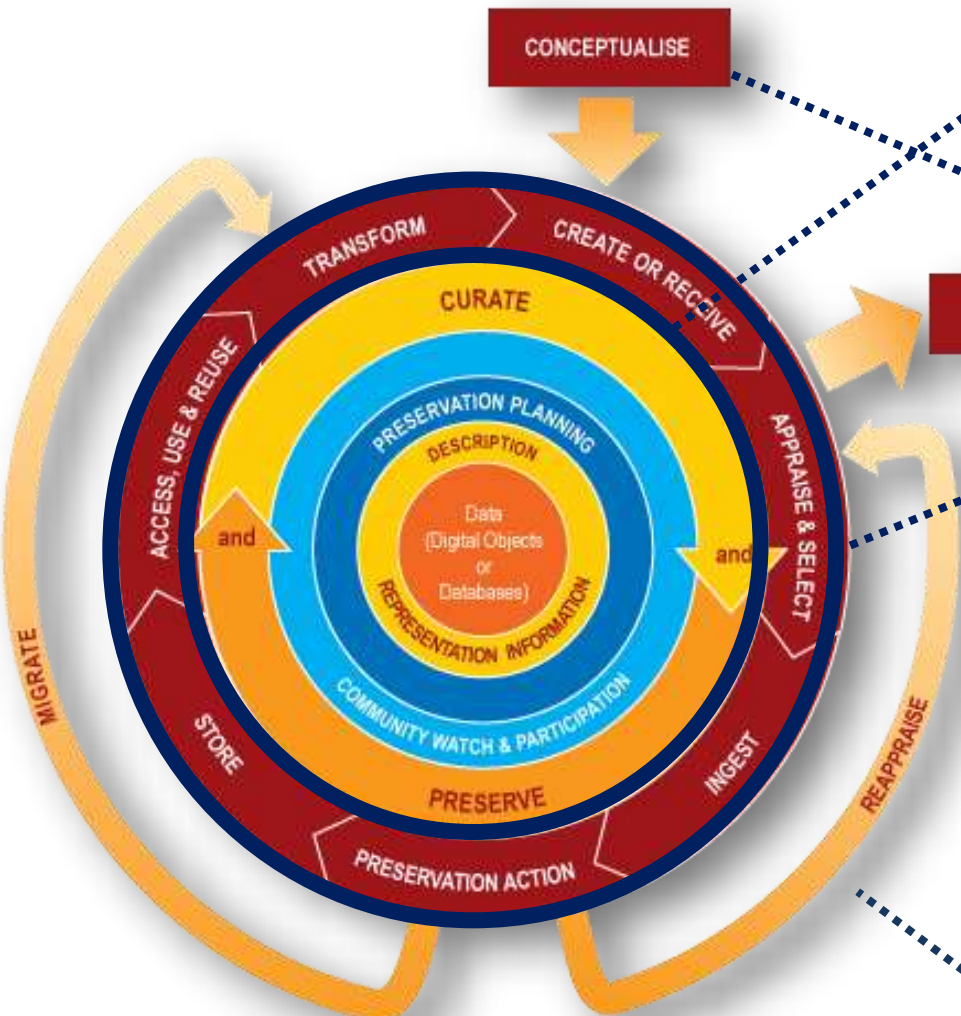 CONCEPTUALISE
TRANSFORM
CREATE OR RECEIVE
APPRAISE & SELECT
INGEST
PRESERVATION ACTION
STORE
ACCESS, USE & REUSE
CURATE
and
PRESERVE
and
PRESERVATION PLANNING
COMMUNITY WATCH & PARTICIPATION
DESCRIPTION
REPRESENTATION INFORMATION
Data
(Digital Objects
or
Databases)
MIGRATE
REAPPRAISE